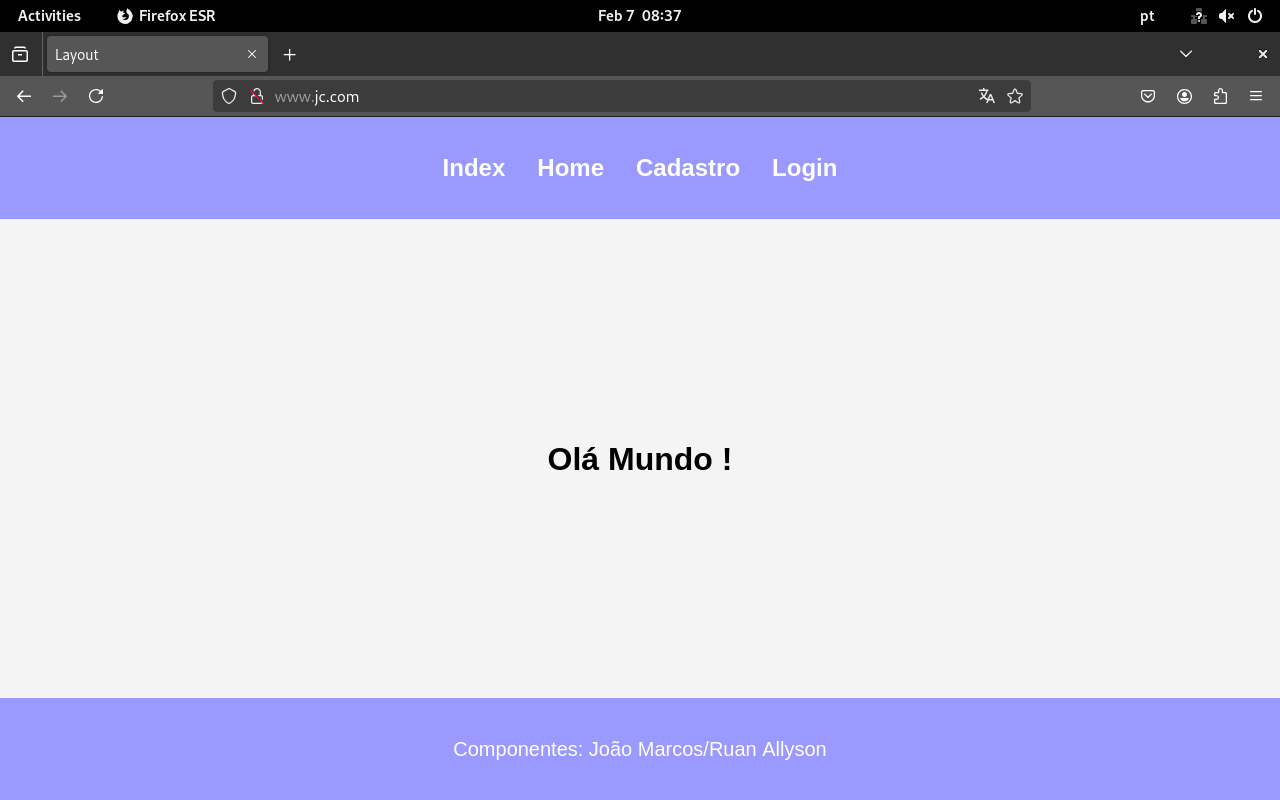 Activities Firefox ESR Feb 7 08:37 pt
Layout
www.jc.com
Index Home Cadastro Login
Olá Mundo !
Componentes: João Marcos/Ruan Allyson